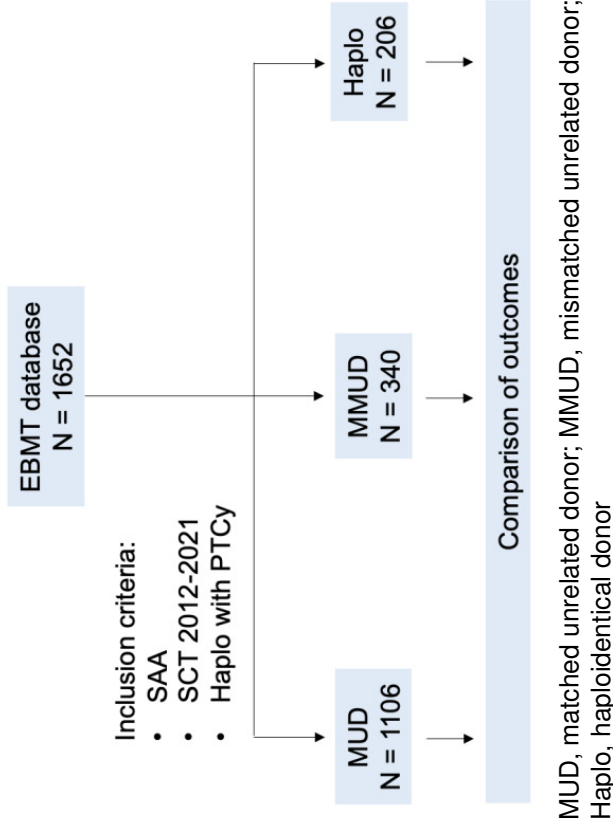 EBMT database
N = 1652
Inclusion criteria:
• SAA
• SCT 2012-2021
• Haplo with PTCy
MUD
N = 1106
MMUD
N = 340
Haplo
N = 206
Comparison of outcomes
MUD, matched unrelated donor; MMUD, mismatched unrelated donor;
Haplo, haploidentical donor